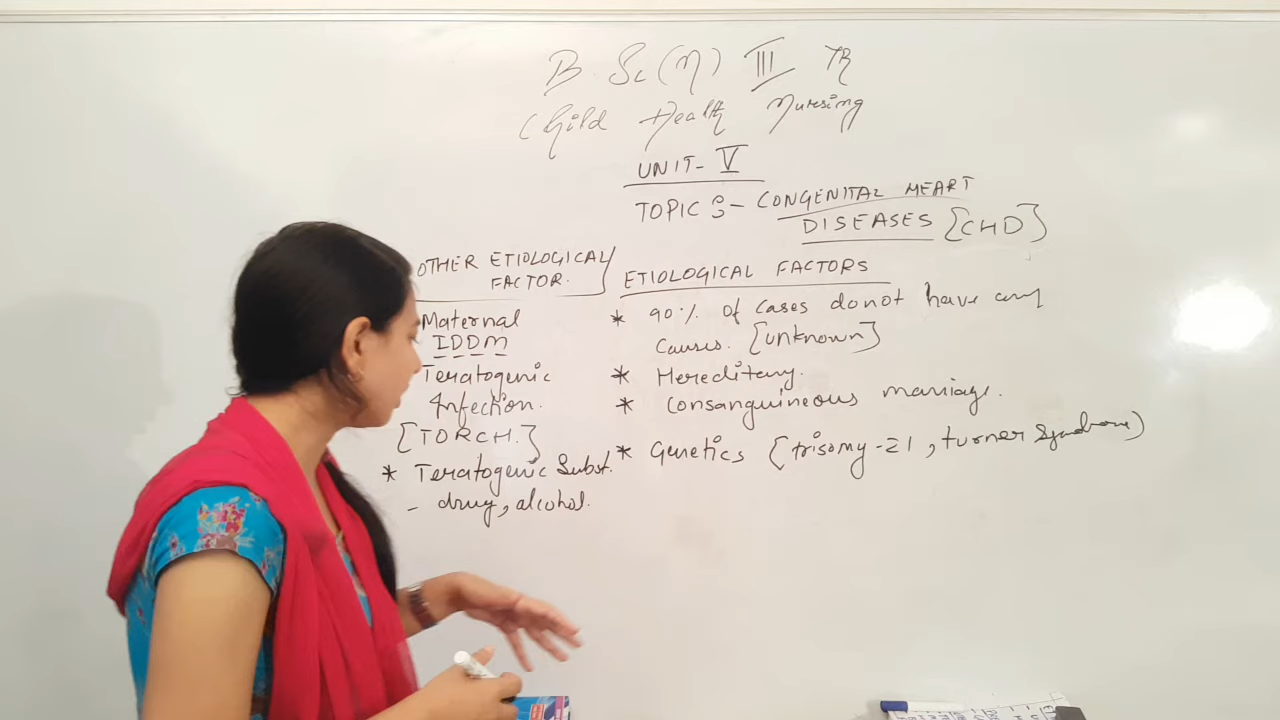 B.Sc(N) III YR
Child Health Nursing
UNIT- V
TOPIC :- CONGENITAL HEART
DISEASES [CHD]
OTHER ETIOLOGICAL
FACTOR.
Maternal
IDDM
Teratogenic
Infection.
[TORCH.]
* Teratogenic Subst.
- drug, alcohol.
ETIOLOGICAL FACTORS
* 90% of cases donot have any
causes. [unknown]
* Hereditary.
* Consanguineous marriage.
* Genetics [trisomy-21, turner syndrome)